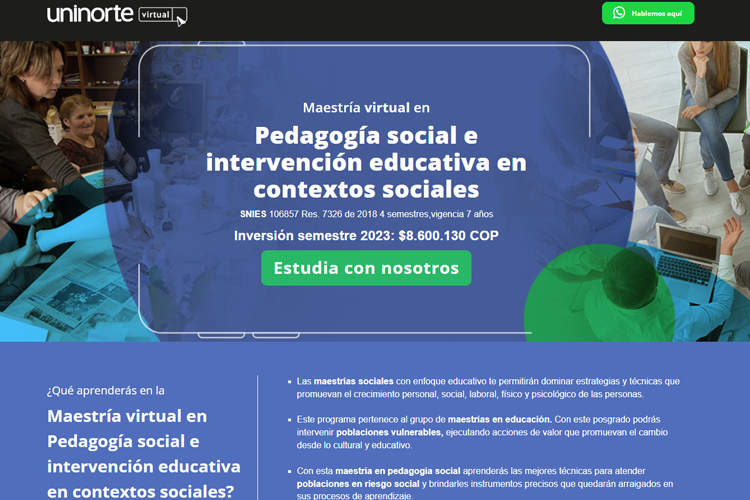 uninorte virtual
Hablemos aquí
Maestría virtual en
Pedagogía social e
intervención educativa en
contextos sociales
SNIES 106857 Res. 7326 de 2018 4 semestres,vigencia 7 años
Inversión semestre 2023: $8.600.130 COP
Estudia con nosotros
¿Qué aprenderás en la
Maestría virtual en
Pedagogía social e
intervención educativa
en contextos sociales?
Las maestrías sociales con enfoque educativo te permitirán dominar estrategias y técnicas que
promuevan el crecimiento personal, social, laboral, físico y psicológico de las personas.
Este programa pertenece al grupo de maestrías en educación. Con este posgrado podrás
intervenir poblaciones vulnerables, ejecutando acciones de valor que promuevan el cambio
desde lo cultural y educativo.
Con esta maestría en pedagogía social aprenderás las mejores técnicas para atender
poblaciones en riesgo social y brindarles instrumentos precisos que quedarán arraigados en
sus procesos de aprendizaje.